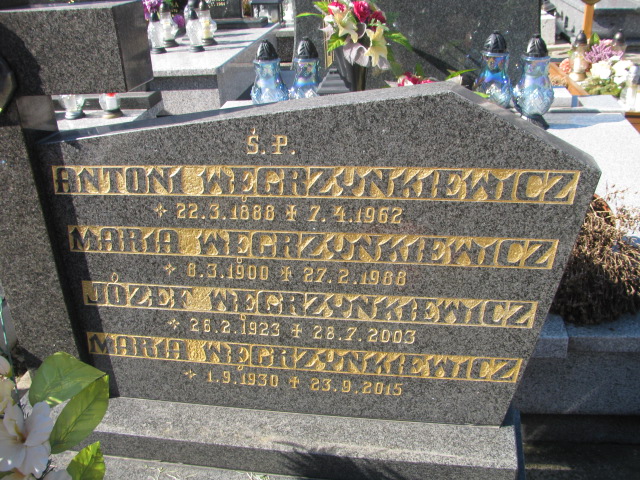 Ś.P.
ANTONI WĘGRZYNKIEWICZ
* 22.3.1888 ✝ 7.4.1962
MARIA WĘGRZYNKIEWICZ
* 8.3.1900 ✝ 27.2.1988
JÓZEF WĘGRZYNKIEWICZ
* 28.2.1923 ✝ 28.7.2003
MARIA WĘGRZYNKIEWICZ
* 1.9.1930 ✝ 23.9.2015